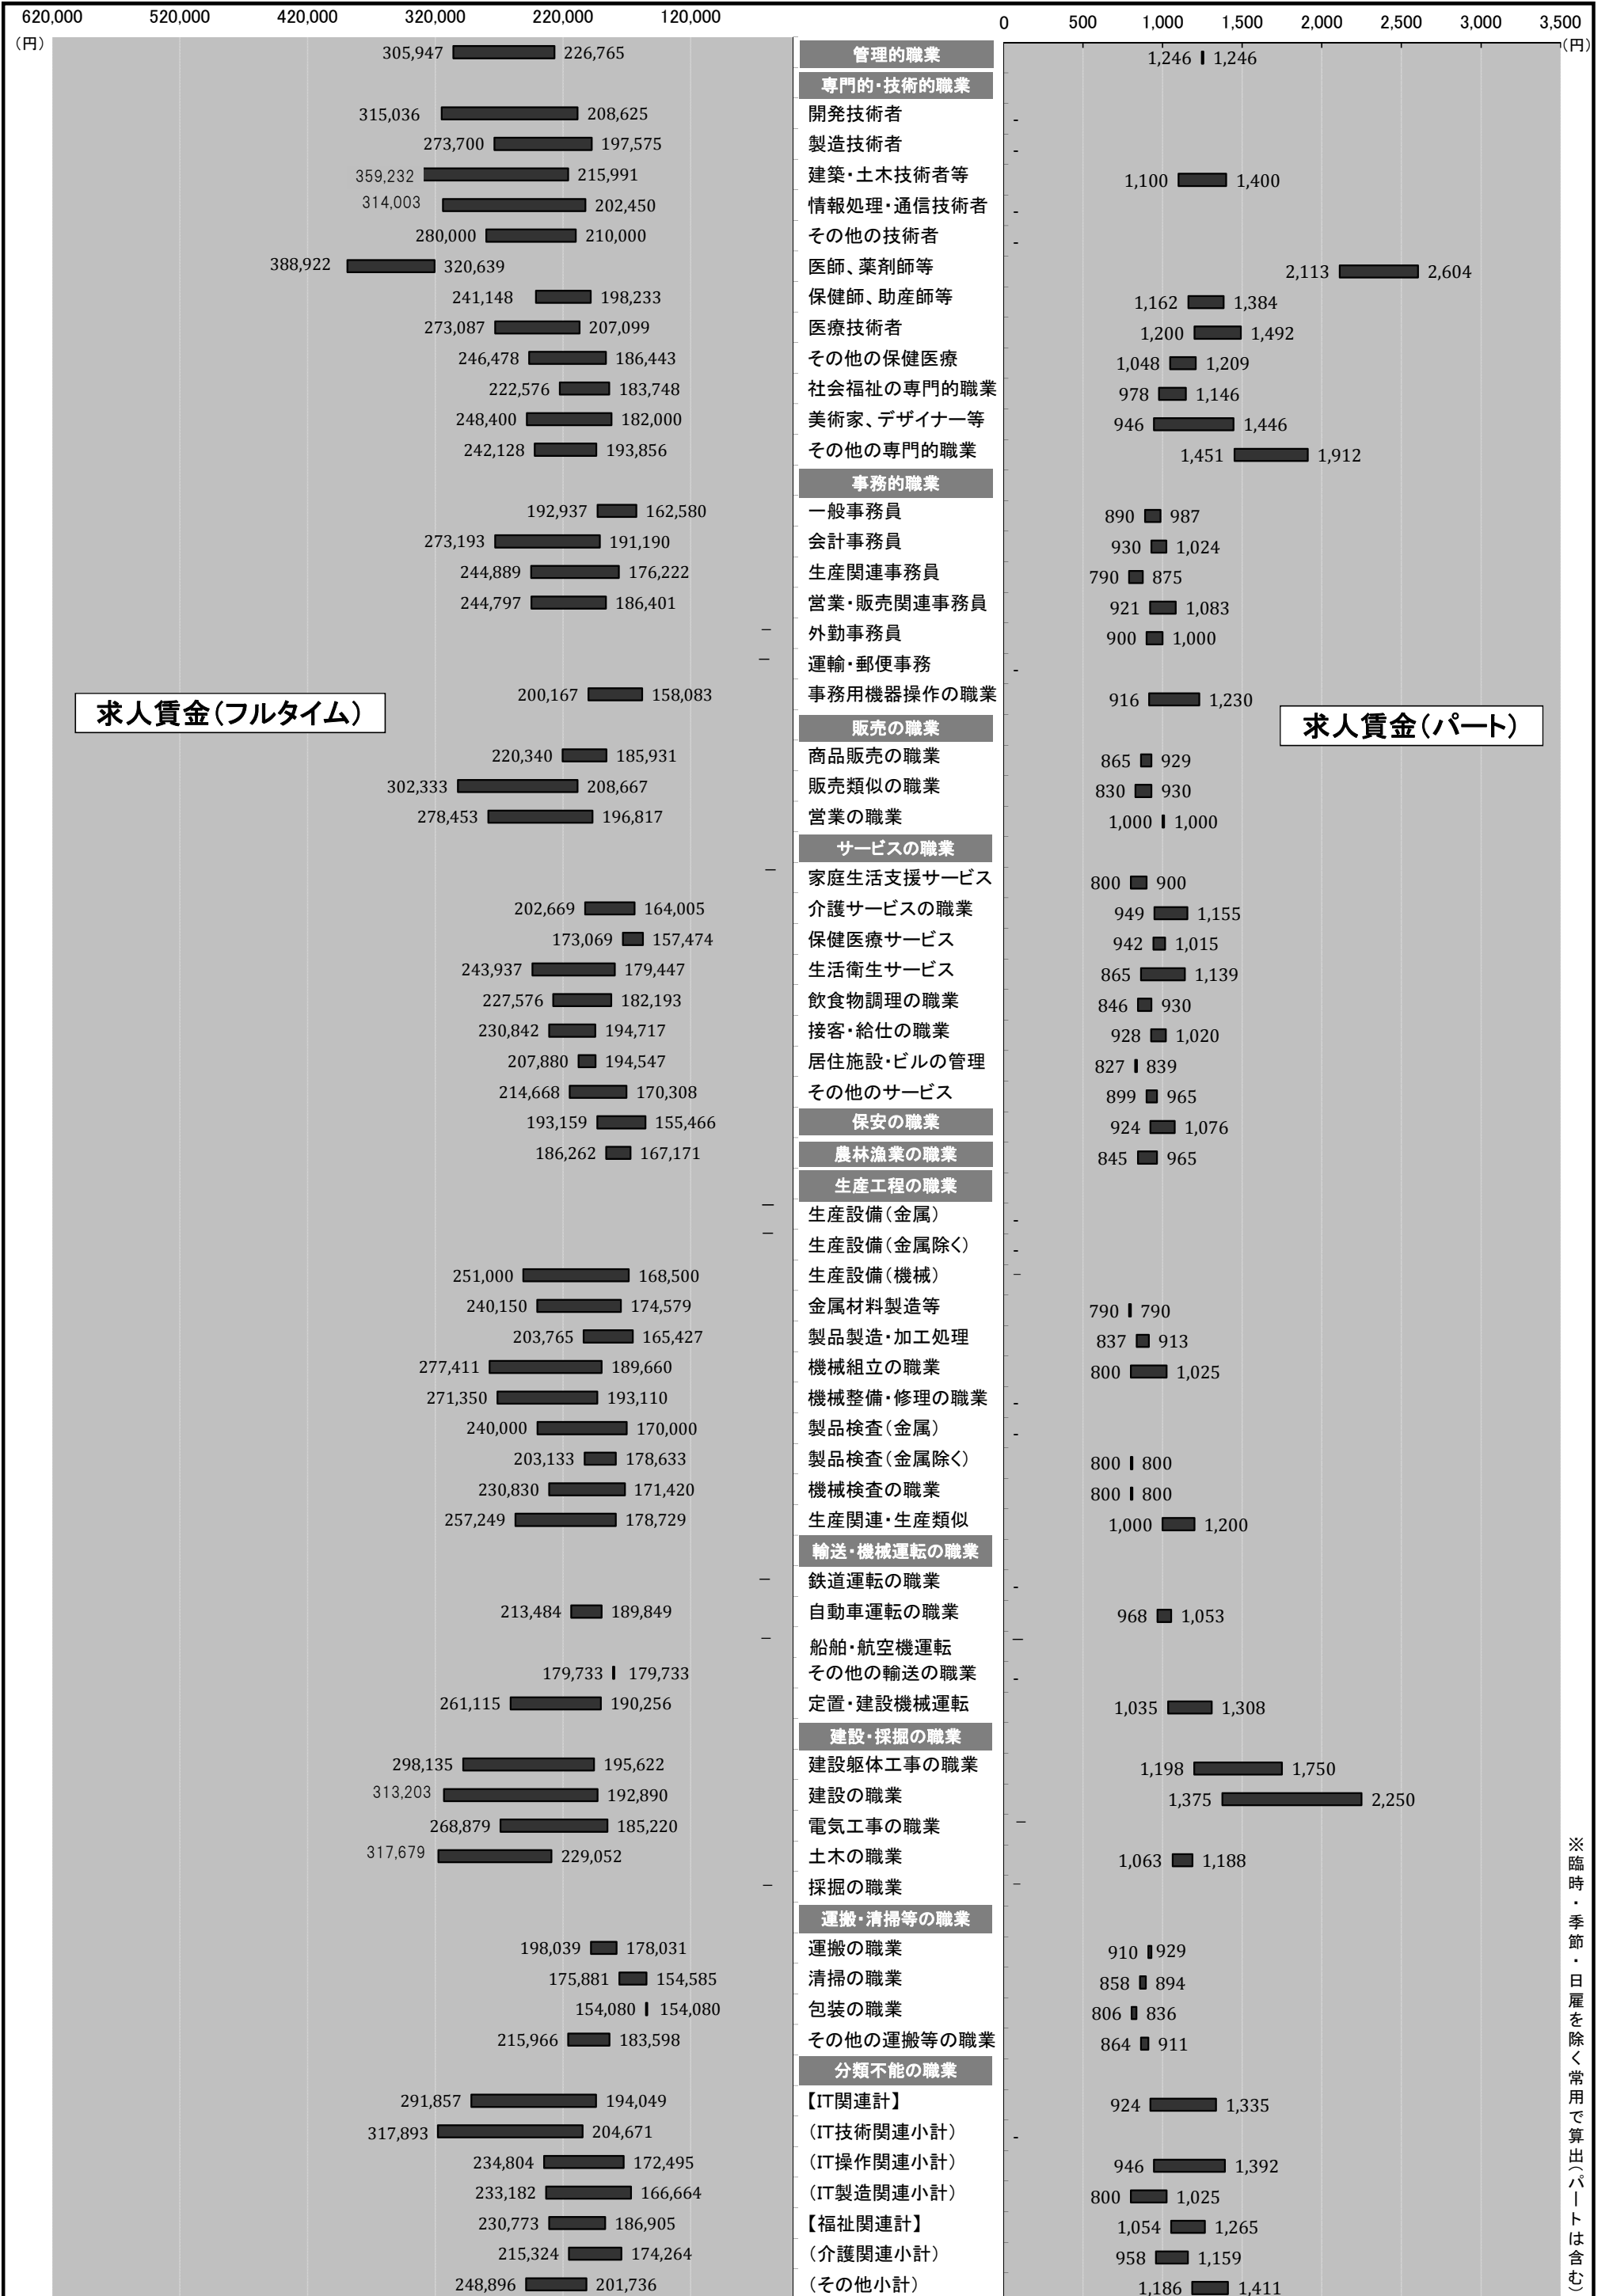 620,000 520,000 420,000 320,000 220,000 120,000 0 500 1,000 1,500 2,000 2,500 3,000 3,500
(円) (円)
305,947 226,765 管理的職業 1,246 1,246
専門的・技術的職業
315,036 208,625 開発技術者 -
273,700 197,575 製造技術者 -
359,232 215,991 建築・土木技術者等 1,100 1,400
314,003 202,450 情報処理・通信技術者 -
280,000 210,000 その他の技術者 -
388,922 320,639 医師、薬剤師等 2,113 2,604
241,148 198,233 保健師、助産師等 1,162 1,384
273,087 207,099 医療技術者 1,200 1,492
246,478 186,443 その他の保健医療 1,048 1,209
222,576 183,748 社会福祉の専門的職業 978 1,146
248,400 182,000 美術家、デザイナー等 946 1,446
242,128 193,856 その他の専門的職業 1,451 1,912
事務的職業
192,937 162,580 一般事務員 890 987
273,193 191,190 会計事務員 930 1,024
244,889 176,222 生産関連事務員 790 875
244,797 186,401 営業・販売関連事務員 921 1,083
– 外勤事務員 900 1,000
– 運輸・郵便事務 -
200,167 158,083 事務用機器操作の職業 916 1,230
求人賃金(フルタイム) 求人賃金(パート)
販売の職業
220,340 185,931 商品販売の職業 865 929
302,333 208,667 販売類似の職業 830 930
278,453 196,817 営業の職業 1,000 1,000
サービスの職業
– 家庭生活支援サービス 800 900
202,669 164,005 介護サービスの職業 949 1,155
173,069 157,474 保健医療サービス 942 1,015
243,937 179,447 生活衛生サービス 865 1,139
227,576 182,193 飲食物調理の職業 846 930
230,842 194,717 接客・給仕の職業 928 1,020
207,880 194,547 居住施設・ビルの管理 827 839
214,668 170,308 その他のサービス 899 965
193,159 155,466 保安の職業 924 1,076
186,262 167,171 農林漁業の職業 845 965
生産工程の職業
– 生産設備(金属) -
– 生産設備(金属除く) -
251,000 168,500 生産設備(機械) –
240,150 174,579 金属材料製造等 790 790
203,765 165,427 製品製造・加工処理 837 913
277,411 189,660 機械組立の職業 800 1,025
271,350 193,110 機械整備・修理の職業 -
240,000 170,000 製品検査(金属) -
203,133 178,633 製品検査(金属除く) 800 800
230,830 171,420 機械検査の職業 800 800
257,249 178,729 生産関連・生産類似 1,000 1,200
輸送・機械運転の職業
– 鉄道運転の職業 -
213,484 189,849 自動車運転の職業 968 1,053
– 船舶・航空機運転 –
179,733 179,733 その他の輸送の職業 -
261,115 190,256 定置・建設機械運転 1,035 1,308
建設・採掘の職業
298,135 195,622 建設躯体工事の職業 1,198 1,750
313,203 192,890 建設の職業 1,375 2,250
268,879 185,220 電気工事の職業 –
317,679 229,052 土木の職業 1,063 1,188
– 採掘の職業 –
運搬・清掃等の職業
198,039 178,031 運搬の職業 910 929
175,881 154,585 清掃の職業 858 894
154,080 154,080 包装の職業 806 836
215,966 183,598 その他の運搬等の職業 864 911
分類不能の職業
291,857 194,049 【IT関連計】 924 1,335
317,893 204,671 (IT技術関連小計) -
234,804 172,495 (IT操作関連小計) 946 1,392
233,182 166,664 (IT製造関連小計) 800 1,025
230,773 186,905 【福祉関連計】 1,054 1,265
215,324 174,264 (介護関連小計) 958 1,159
248,896 201,736 (その他小計) 1,186 1,411
※臨時・季節・日雇を除く常用で算出(パートは含む)